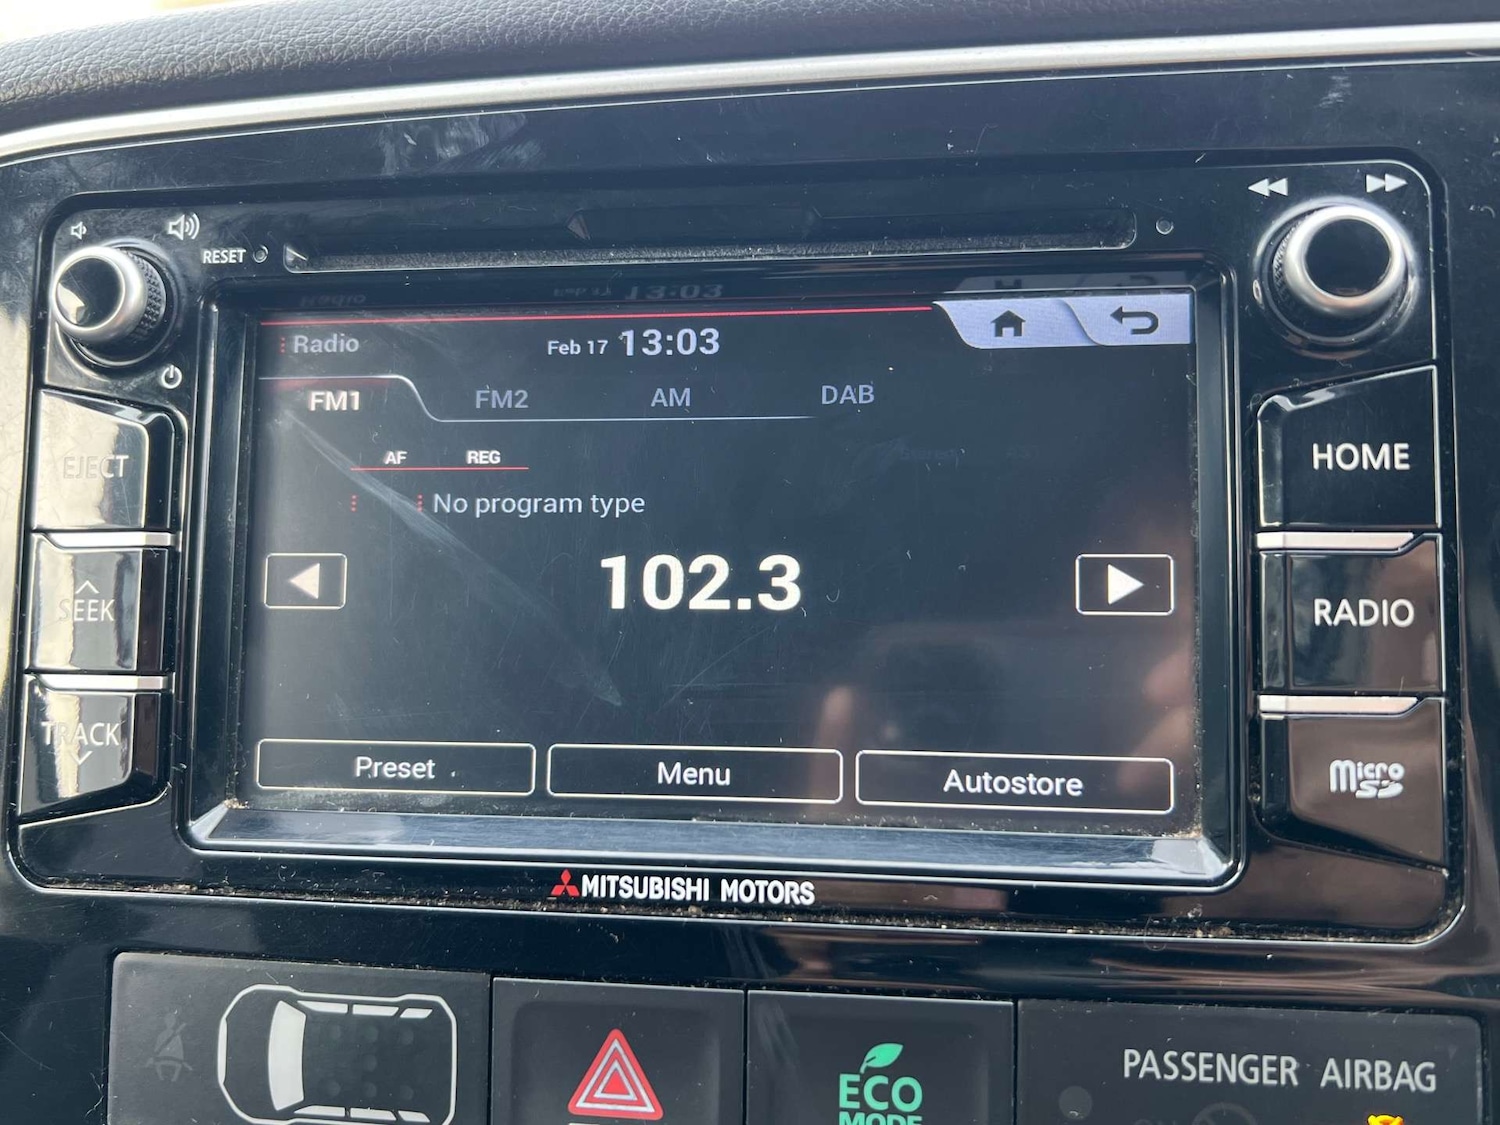 RESET
Radio
Feb 17 13:03
FM1 FM2 AM DAB
AF REG
No program type
102.3
Preset Menu Autostore
EJECT
SEEK
TRACK
HOME
RADIO
Micro SD
MITSUBISHI MOTORS
ECO
MODE
PASSENGER AIRBAG